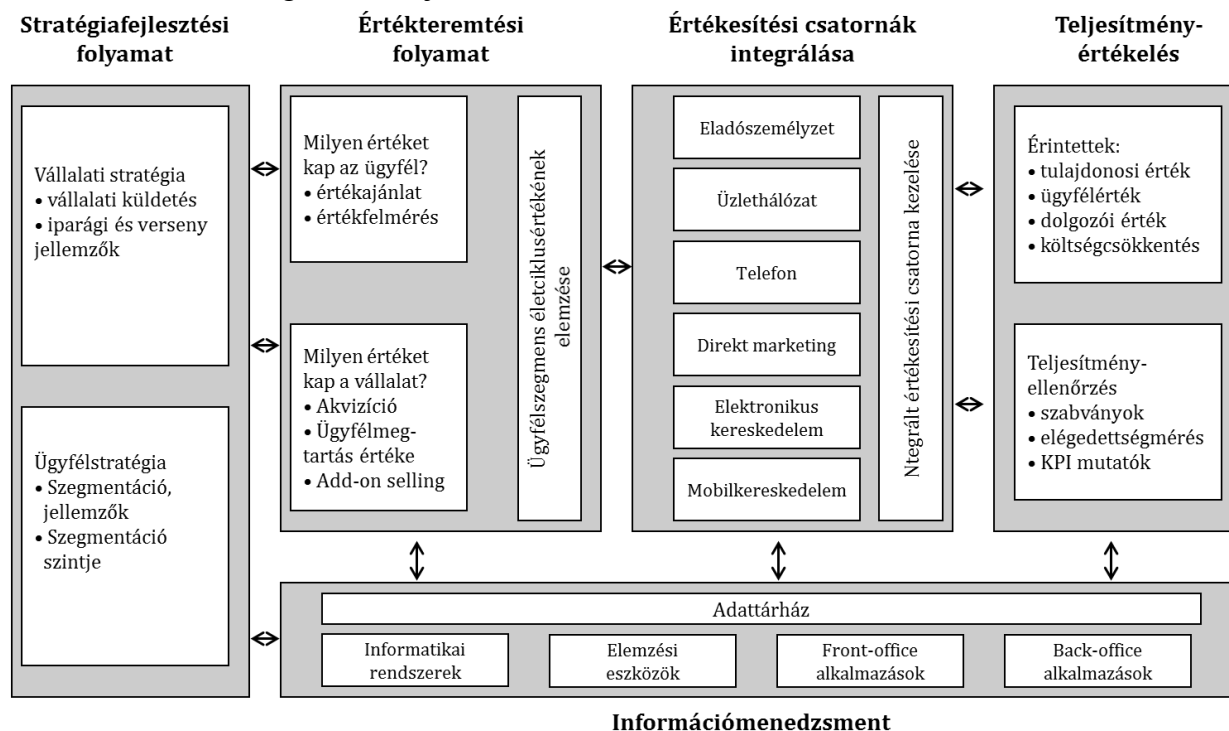 Stratégiafejlesztési
folyamat
Értékteremtési
folyamat
Értékesítési csatornák
integrálása
Teljesítmény-
értékelés
Vállalati stratégia
• vállalati küldetés
• iparági és verseny
jellemzők
Ügyfélstratégia
• Szegmentáció,
jellemzők
• Szegmentáció
szintje
Milyen értéket
kap az ügyfél?
• értékajánlat
• értékfelmérés
Milyen értéket
kap a vállalat?
• Akvizíció
• Ügyfélmeg-
tartás értéke
• Add-on selling
Ügyfélszegmens életciklusértékének
elemzése
Eladószemélyzet
Üzlethálózat
Telefon
Direkt marketing
Elektronikus
kereskedelem
Mobilkereskedelem
Ntegrált értékesítési csatorna kezelése
Érintettek:
• tulajdonosi érték
• ügyfélérték
• dolgozói érték
• költségcsökkentés
Teljesítmény-
ellenőrzés
• szabványok
• elégedettségmérés
• KPI mutatók
Adattárház
Informatikai
rendszerek
Elemzési
eszközök
Front-office
alkalmazások
Back-office
alkalmazások
Információmenedzsment